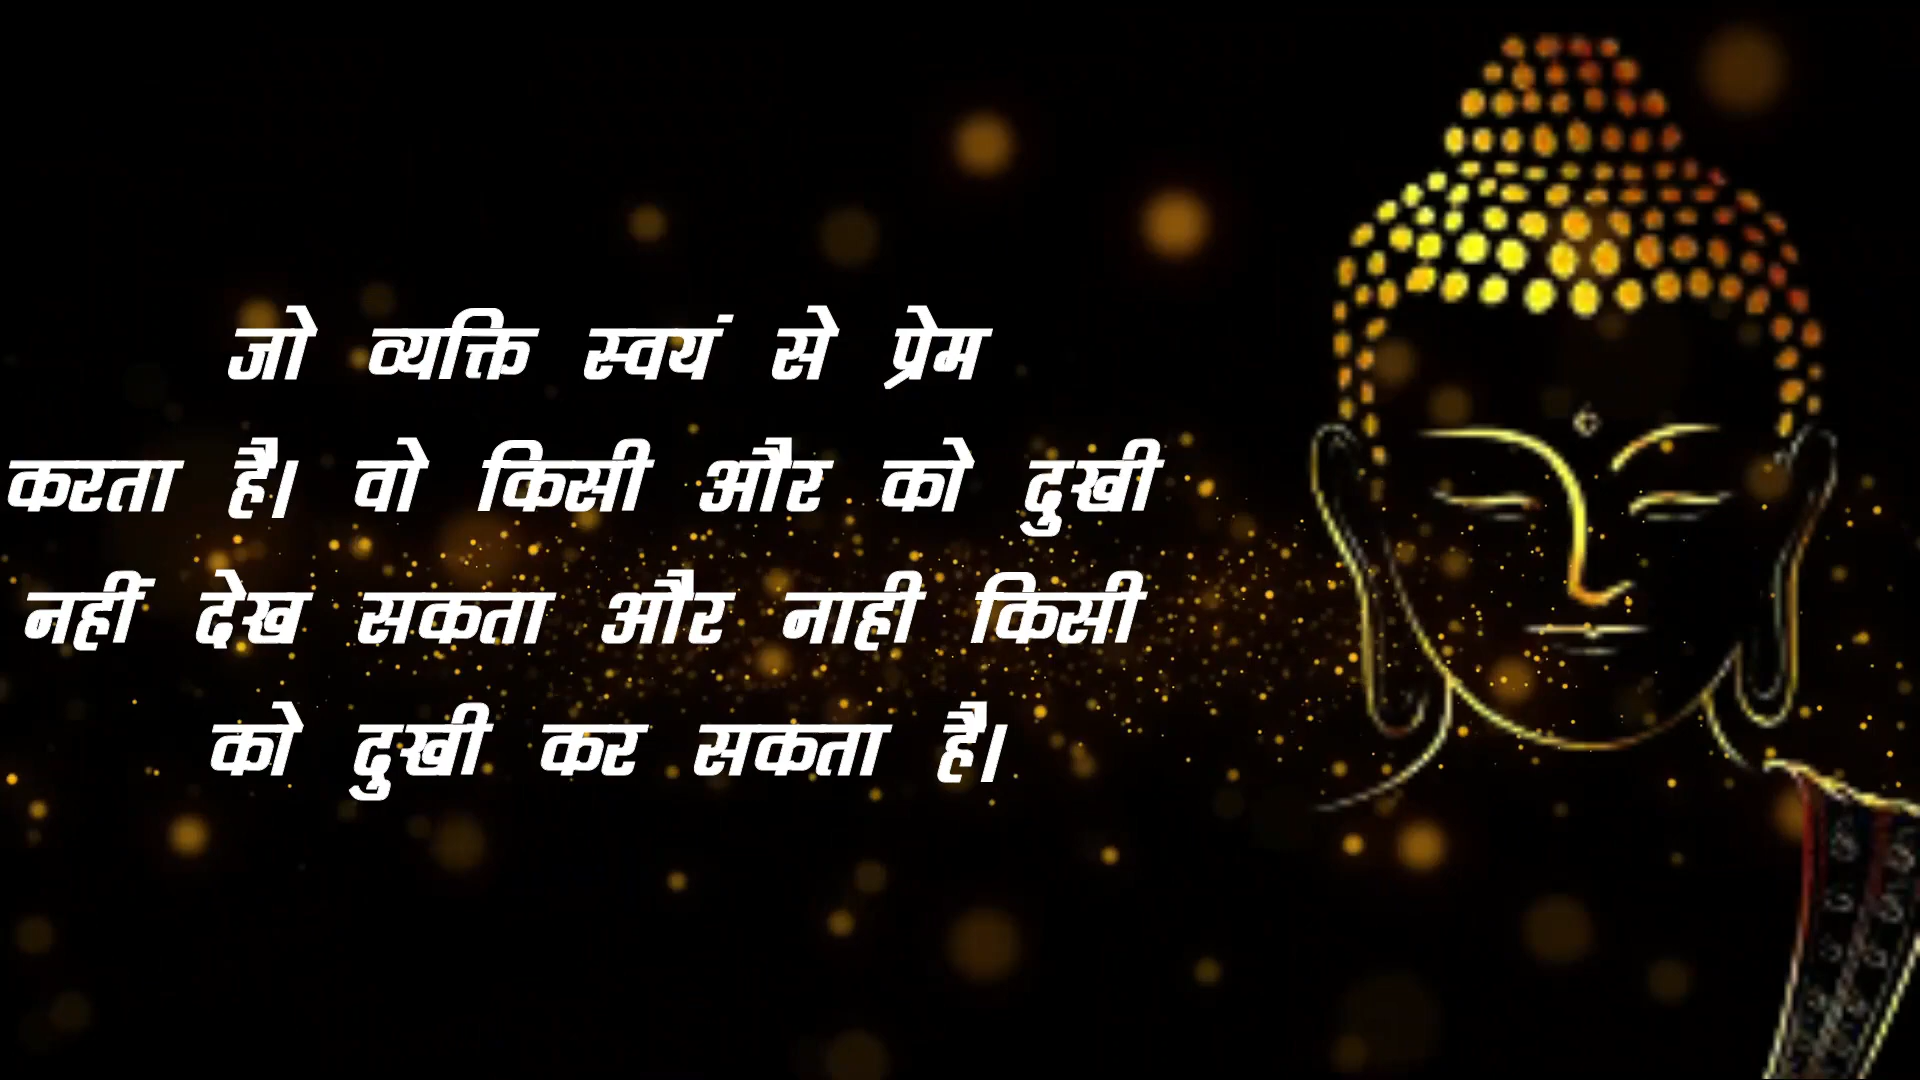 जो व्यक्ति स्वयं से प्रेम
करता है। वो किसी और को दुखी
नहीं देख सकता और नाही किसी
को दुखी कर सकता है।